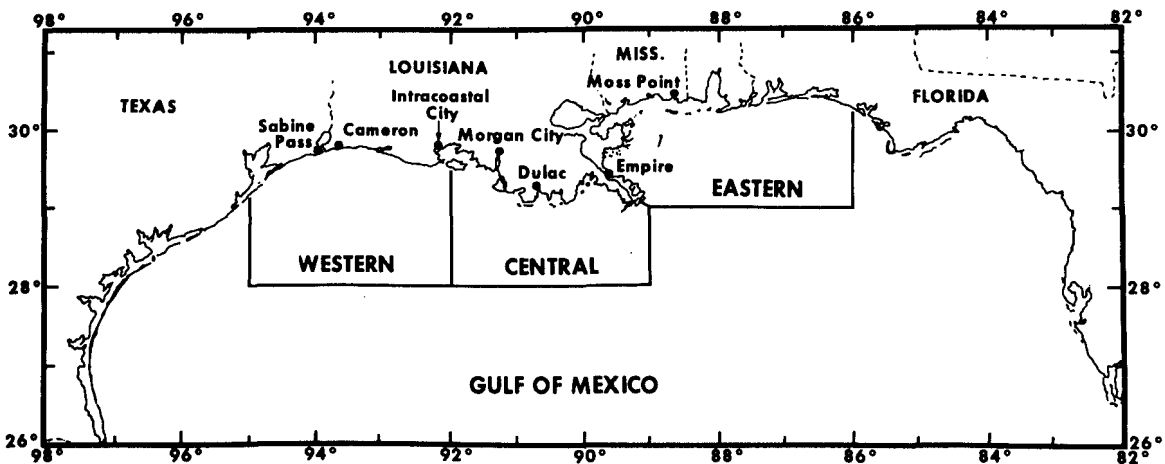 98° 96° 94° 92° 90° 88° 86° 84° 82°
MISS.
LOUISIANA
Moss Point
TEXAS
Intracoastal
City
FLORIDA
30° Sabine
Pass Cameron Morgan City 30°
Dulac Empire
EASTERN
WESTERN CENTRAL
28° 28°
GULF OF MEXICO
26° 26°
98° 96° 94° 92° 90° 88° 86° 84° 82°